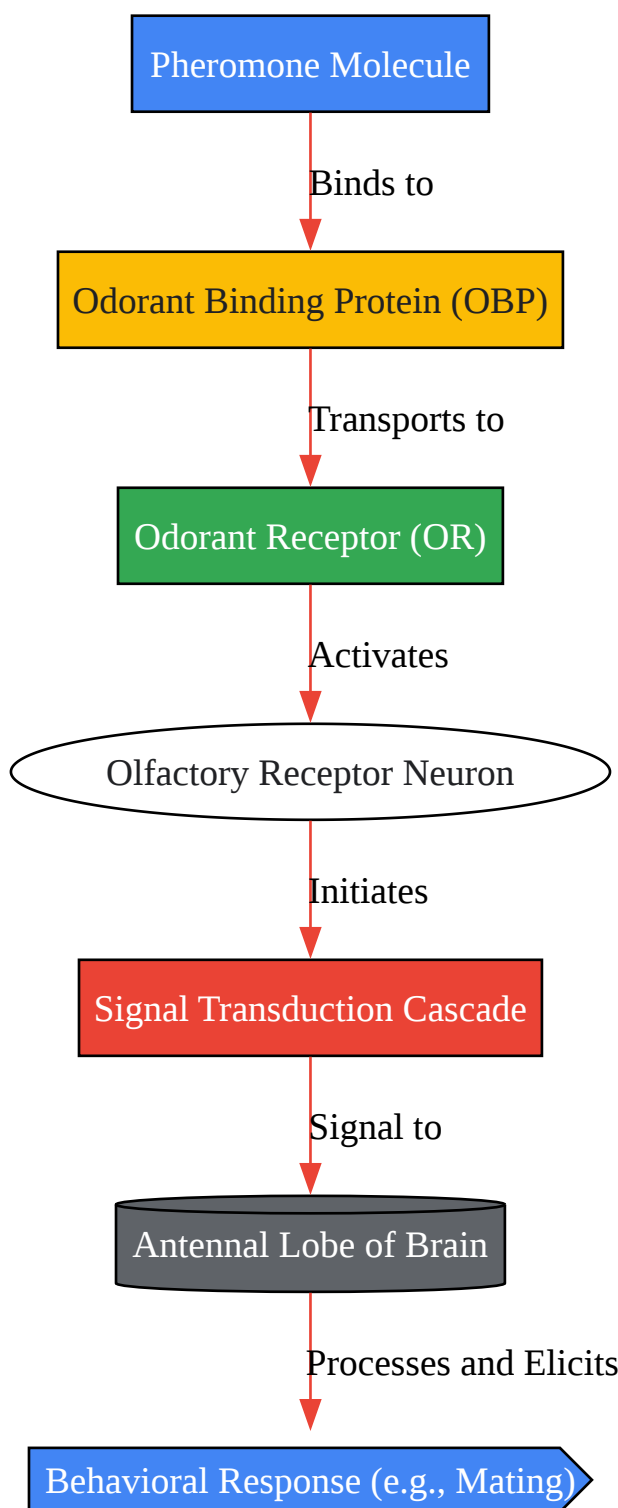 Pheromone Molecule
Binds to
Odorant Binding Protein (OBP)
Transports to
Odorant Receptor (OR)
Activates
Olfactory Receptor Neuron
Initiates
Signal Transduction Cascade
Signal to
Antennal Lobe of Brain
Processes and Elicits
Behavioral Response (e.g., Mating)